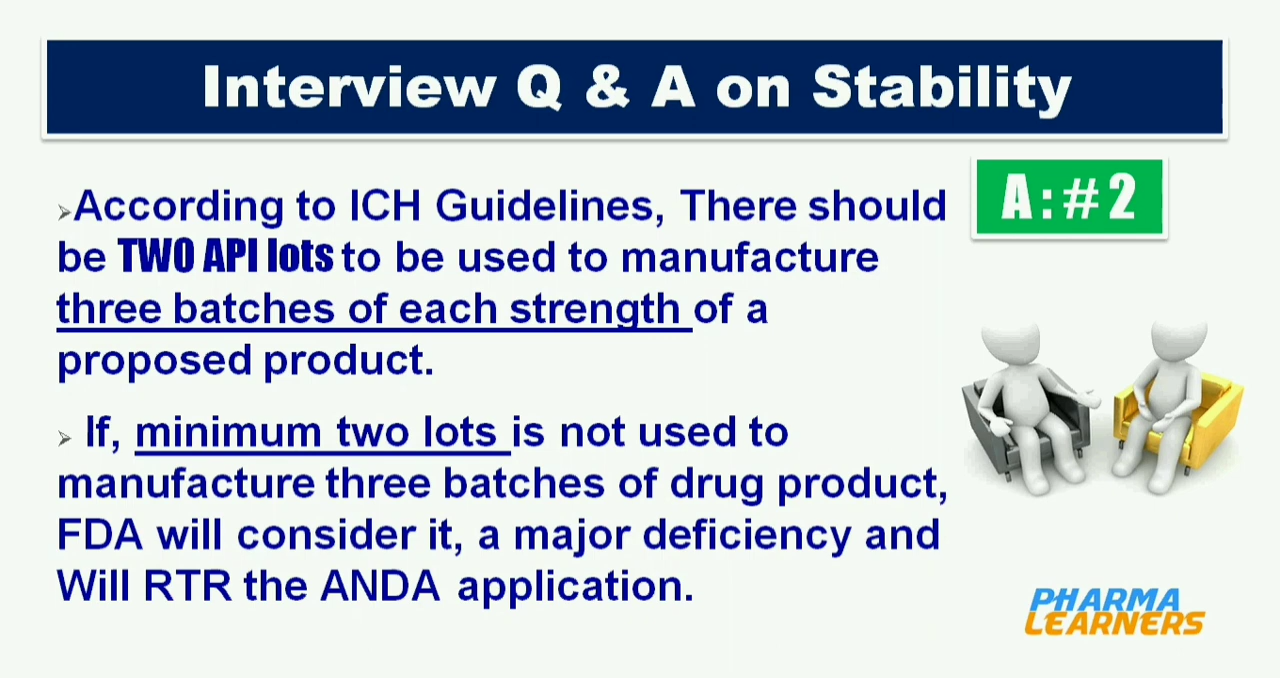 Interview Q & A on Stability
A:#2
➢According to ICH Guidelines, There should
be TWO API lots to be used to manufacture
three batches of each strength of a
proposed product.
➢ If, minimum two lots is not used to
manufacture three batches of drug product,
FDA will consider it, a major deficiency and
Will RTR the ANDA application.
PHARMA
LEARNERS